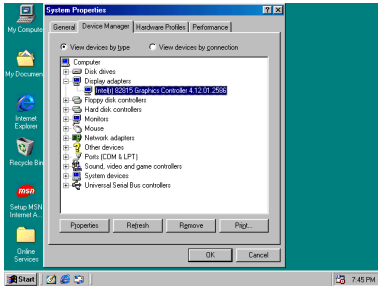 System Properties
General
Device Manager
Hardware Profiles
Performance
View devices by type
View devices by connection
Computer
Disk drives
Display adapters
Intel(r) 82815 Graphics Controller 4.12.01.2586
Floppy disk controllers
Hard disk controllers
Monitors
Mouse
Network adapters
Other devices
Ports (COM & LPT)
Sound, video and game controllers
System devices
Universal Serial Bus controllers
Properties
Refresh
Remove
Print...
OK
Cancel
My Compute
My Documen
Internet
Explorer
Recycle Bin
msn
Setup MSN
Internet A...
Online
Services
Start
7:45 PM